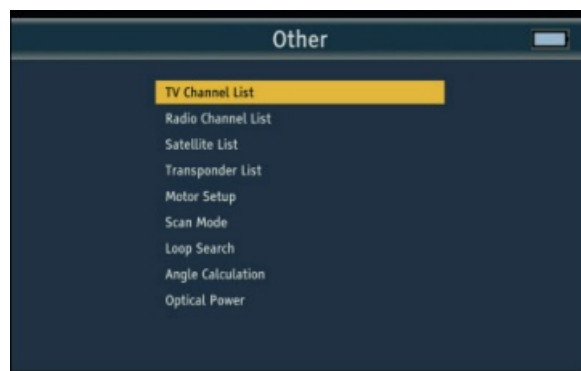 Other
TV Channel List
Radio Channel List
Satellite List
Transponder List
Motor Setup
Scan Mode
Loop Search
Angle Calculation
Optical Power